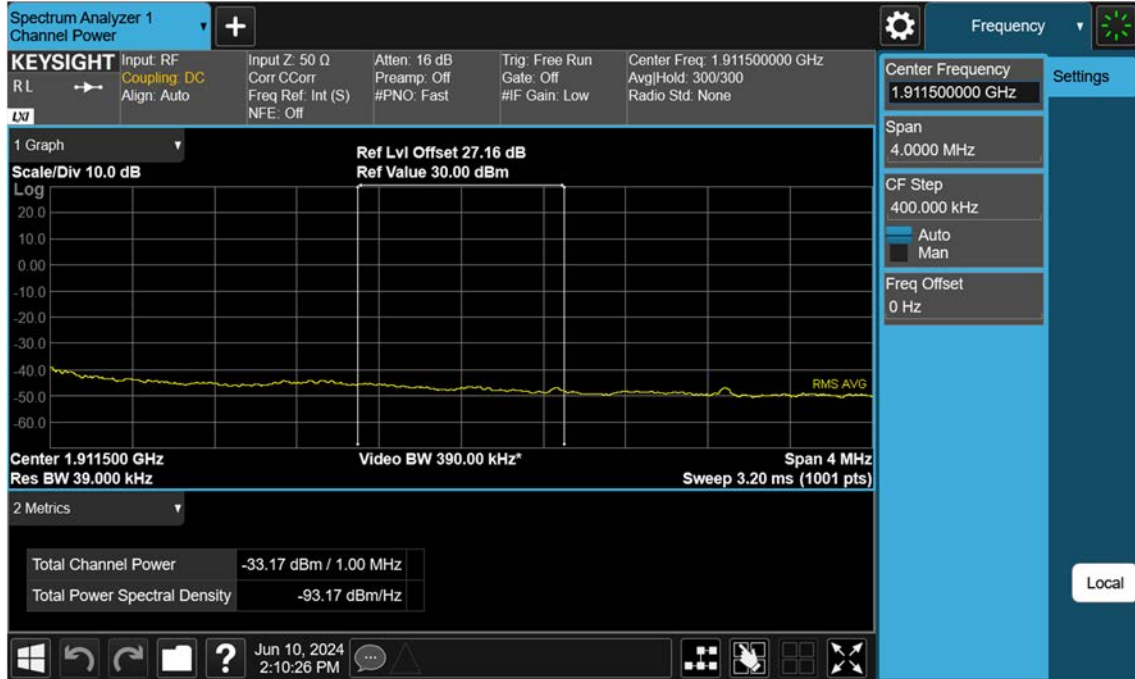 Spectrum Analyzer 1
Channel Power
Frequency
KEYSIGHT
R L
LXI
Input: RF
Coupling: DC
Align: Auto
Input Z: 50 Ω
Corr CCorr
Freq Ref: Int (S)
NFE: Off
Atten: 16 dB
Preamp: Off
#PNO: Fast
Trig: Free Run
Gate: Off
#IF Gain: Low
Center Freq: 1.911500000 GHz
Avg|Hold: 300/300
Radio Std: None
1 Graph
Scale/Div 10.0 dB
Ref Lvl Offset 27.16 dB
Ref Value 30.00 dBm
Log
20.0
10.0
0.00
-10.0
-20.0
-30.0
-40.0
-50.0
-60.0
RMS AVG
Center 1.911500 GHz
Video BW 390.00 kHz*
Span 4 MHz
Res BW 39.000 kHz
Sweep 3.20 ms (1001 pts)
2 Metrics
Total Channel Power -33.17 dBm / 1.00 MHz
Total Power Spectral Density -93.17 dBm/Hz
?
Jun 10, 2024
2:10:26 PM
Center Frequency
1.911500000 GHz
Settings
Span
4.0000 MHz
CF Step
400.000 kHz
Auto
Man
Freq Offset
0 Hz
Local